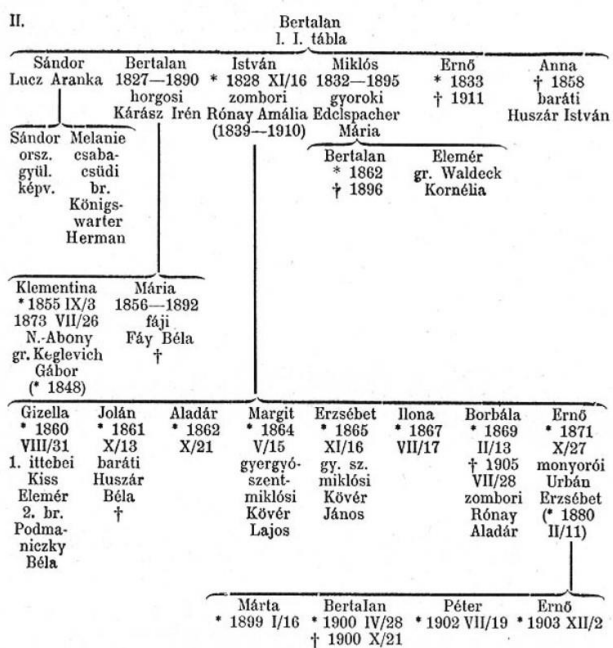 II.
Bertalan
l. I. tábla
Sándor
Lucz Aranka
Bertalan
1827—1890
horgosi
Kárász Irén
István
* 1828 XI/16
zombori
Rónay Amália
(1839—1910)
Miklós
1832—1895
gyoroki
Edelspacher
Mária
Ernő
* 1833
† 1911
Anna
† 1858
baráti
Huszár István
Sándor
orsz.
gyül.
képv.
Melanie
csaba-
csüdi
br.
Königs-
warter
Herman
Bertalan
* 1862
† 1896
Elemér
gr. Waldeck
Kornélia
Klementina
* 1855 IX/3
1873 VII/26
N.-Abony
gr. Keglevich
Gábor
(* 1848)
Mária
1856—1892
fáji
Fáy Béla
†
Gizella
* 1860
VIII/31
1. ittebei
Kiss
Elemér
2. br.
Podma-
niczky
Béla
Jolán
* 1861
X/13
baráti
Huszár
Béla
†
Aladár
* 1862
X/21
Margit
* 1864
V/15
gyergyó-
szent-
miklósi
Kövér
Lajos
Erzsébet
* 1865
XI/16
gy. sz.
miklósi
Kövér
János
Ilona
* 1867
VII/17
Borbála
* 1869
II/13
† 1905
VII/28
zombori
Rónay
Aladár
Ernő
* 1871
X/27
monyorói
Urbán
Erzsébet
(* 1880
II/11)
Márta
* 1899 I/16
Bertalan
* 1900 IV/28
† 1900 X/21
Péter
* 1902 VII/19
Ernő
* 1903 XII/2